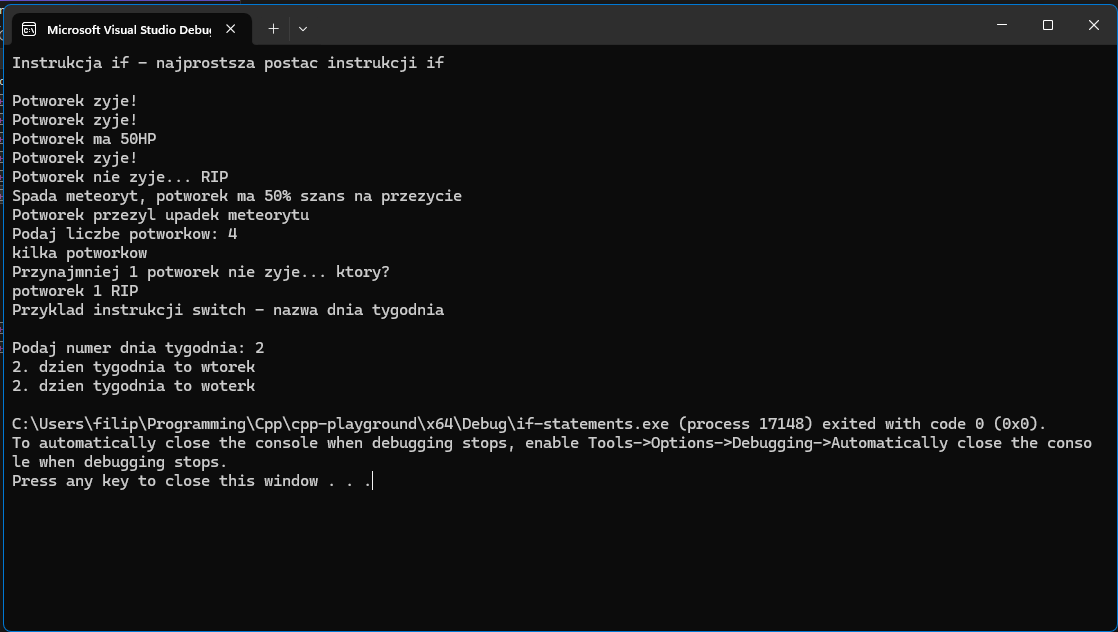 Microsoft Visual Studio Debug
Instrukcja if - najprostsza postac instrukcji if
Potworek zyje!
Potworek zyje!
Potworek ma 50HP
Potworek zyje!
Potworek nie zyje... RIP
Spada meteoryt, potworek ma 50% szans na przezycie
Potworek przezyl upadek meteorytu
Podaj liczbe potworkow: 4
kilka potworkow
Przynajmniej 1 potworek nie zyje... ktory?
potworek 1 RIP
Przyklad instrukcji switch - nazwa dnia tygodnia
Podaj numer dnia tygodnia: 2
2. dzien tygodnia to wtorek
2. dzien tygodnia to woterk
C:\Users\filip\Programming\Cpp\cpp-playground\x64\Debug\if-statements.exe (process 17148) exited with code 0 (0x0).
To automatically close the console when debugging stops, enable Tools->Options->Debugging->Automatically close the conso
le when debugging stops.
Press any key to close this window . . .